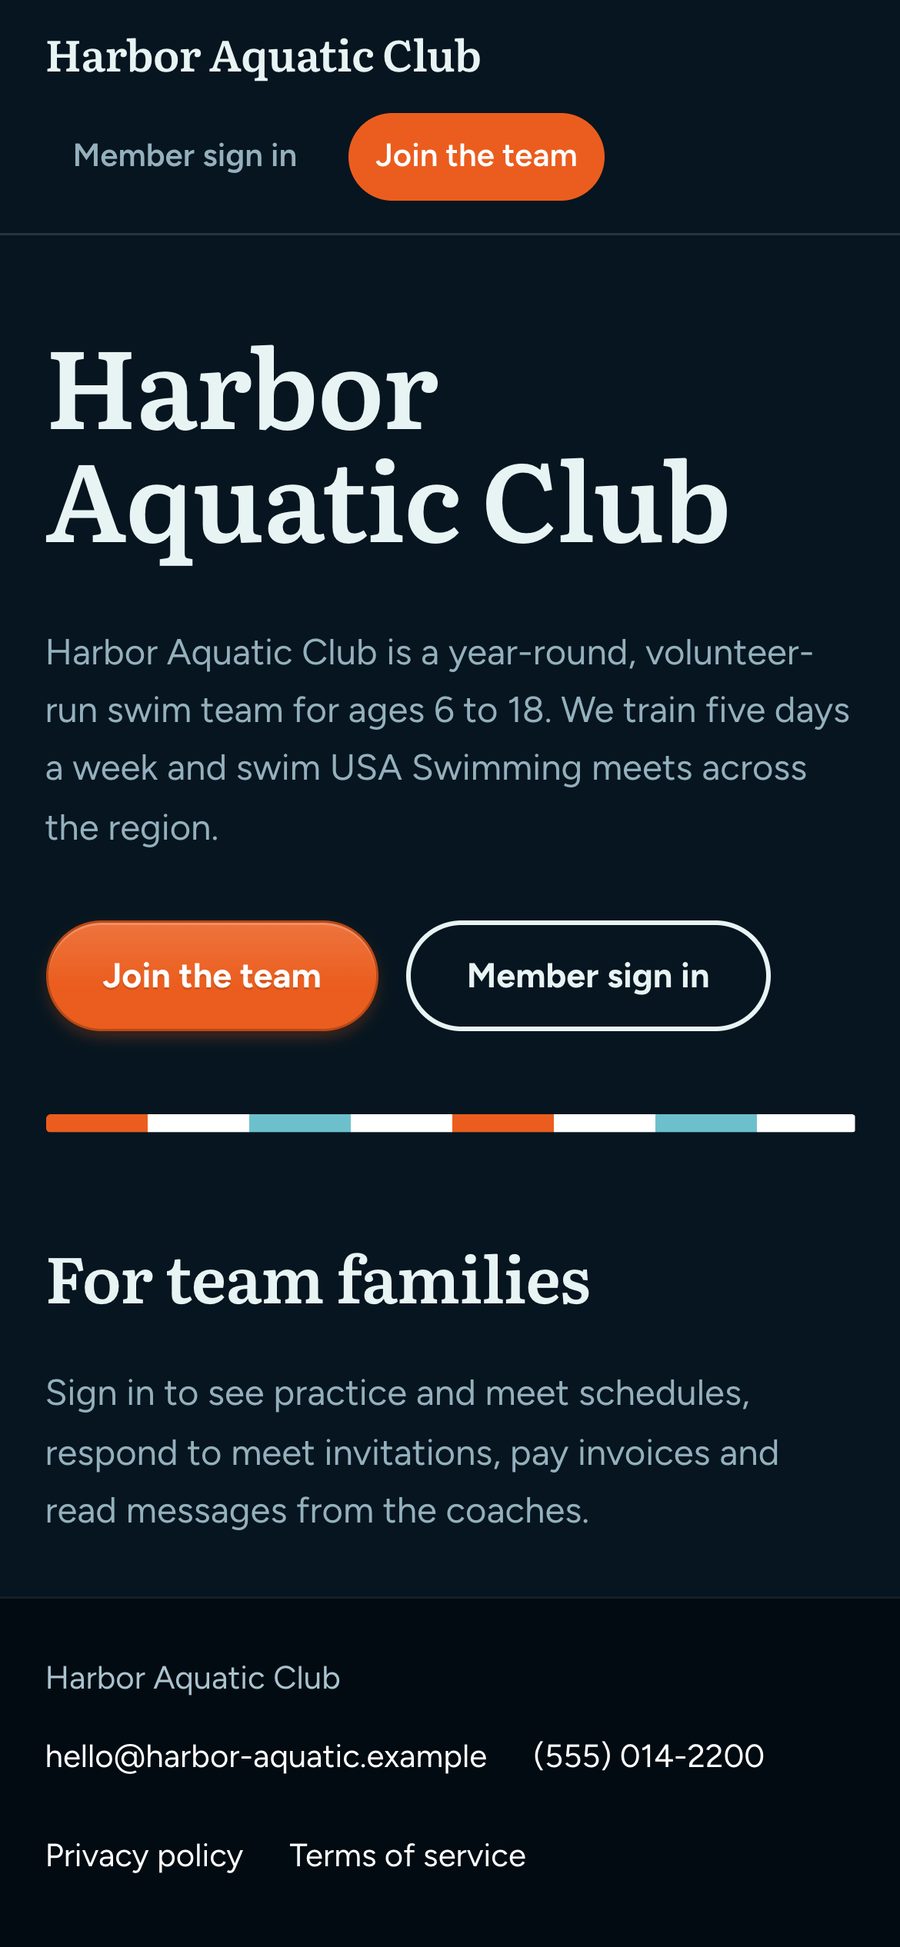 Harbor Aquatic Club
Member sign in
Join the team
Harbor
Aquatic Club
Harbor Aquatic Club is a year-round, volunteer-
run swim team for ages 6 to 18. We train five days
a week and swim USA Swimming meets across
the region.
Join the team
Member sign in
For team families
Sign in to see practice and meet schedules,
respond to meet invitations, pay invoices and
read messages from the coaches.
Harbor Aquatic Club
hello@harbor-aquatic.example
(555) 014-2200
Privacy policy
Terms of service